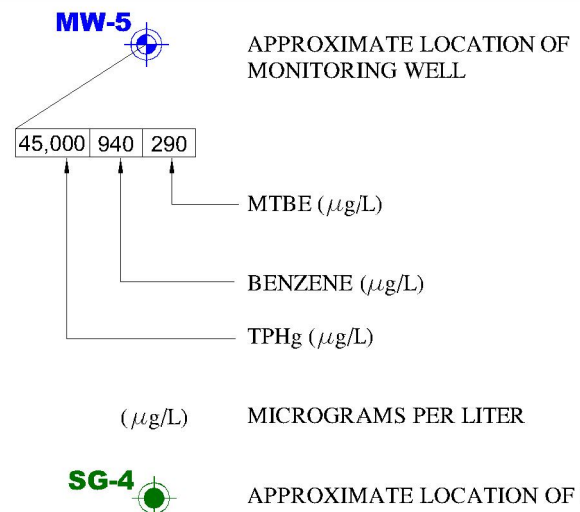 MW-5
APPROXIMATE LOCATION OF
MONITORING WELL
45,000 940 290
MTBE (μg/L)
BENZENE (μg/L)
TPHg (μg/L)
(μg/L) MICROGRAMS PER LITER
SG-4
APPROXIMATE LOCATION OF